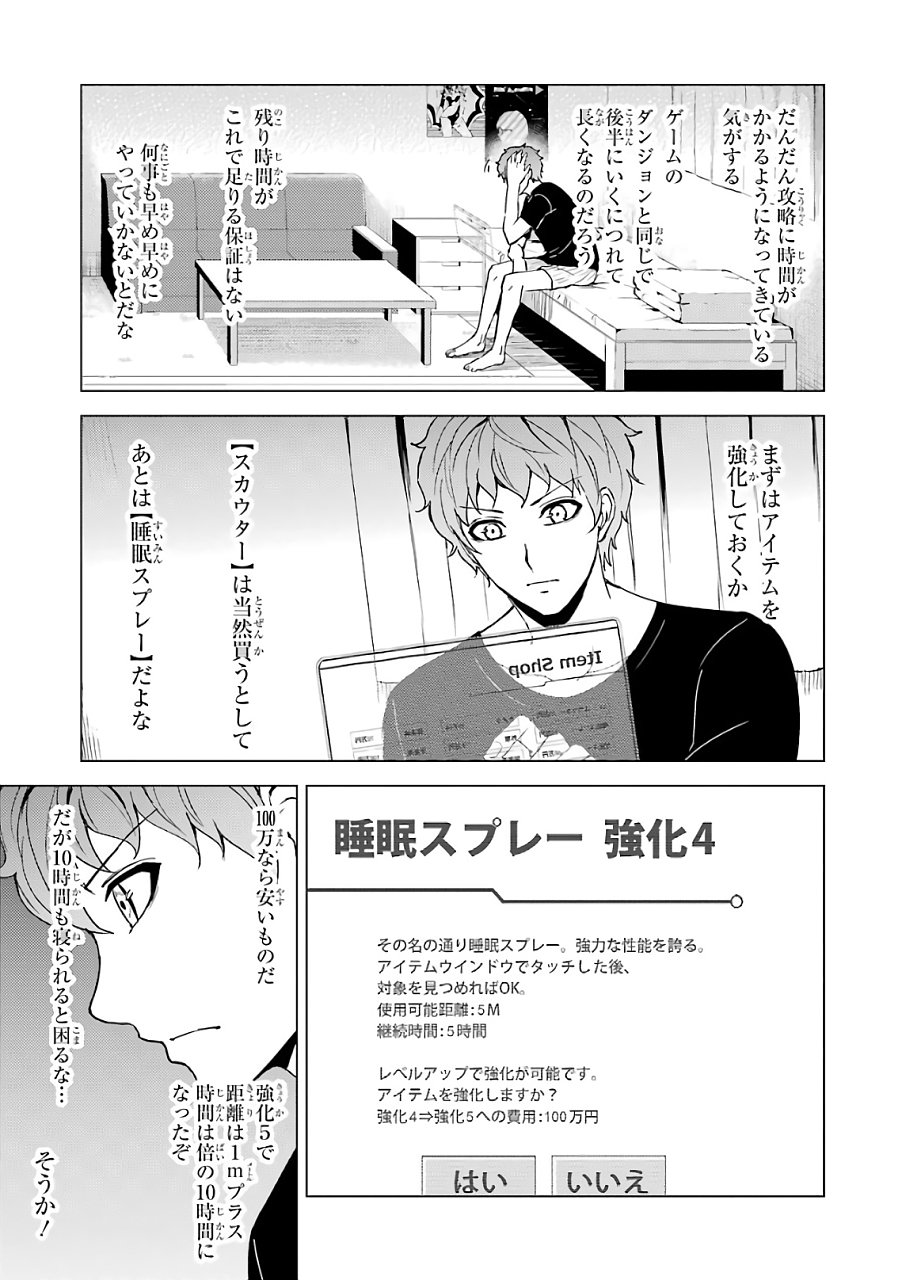 だんだん攻略に時間が
かかるようになってきている
気がする
ゲームの
ダンジョンと同じで
後半にいくにつれて
長くなるのだろう
残り時間が
これで足りる保証はない
何事も早め早めに
やっていかないとだな
まずはアイテムを
強化しておくか
Item Shop
【スカウター】は当然買うとして
あとは【睡眠スプレー】だよな
睡眠スプレー 強化4
その名の通り睡眠スプレー。強力な性能を誇る。
アイテムウインドウでタッチした後、
対象を見つめればOK。
使用可能距離：5M
継続時間：5時間
レベルアップで強化が可能です。
アイテムを強化しますか？
強化4⇒強化5への費用：100万円
はい
いいえ
100万なら安いものだ
強化5で
距離は1mプラス
時間は倍の10時間に
なったぞ
だが10時間も寝られると困るな…
そうか！